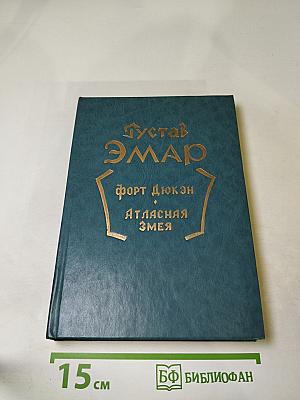 Густав
ЭМАР
Форт Дюкэн
Атласная
Змея
15 см
БФ БИБЛИОФАН